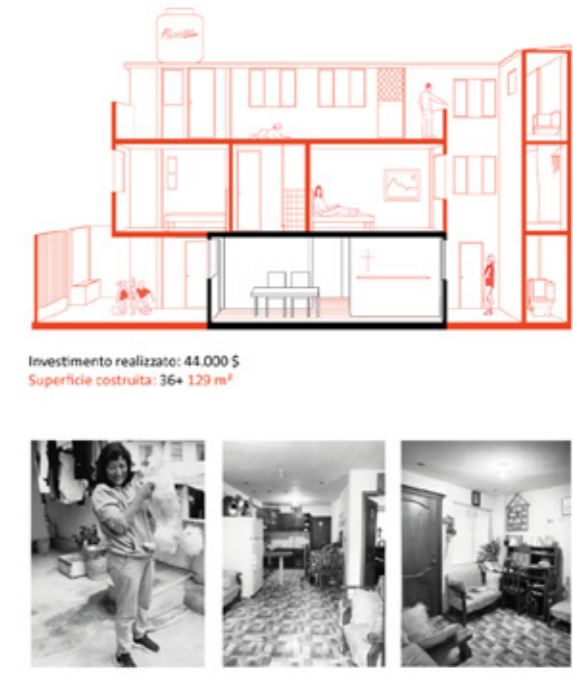 Investimento realizzato: 44.000 $
Superficie costruita: 36+ 129 m²